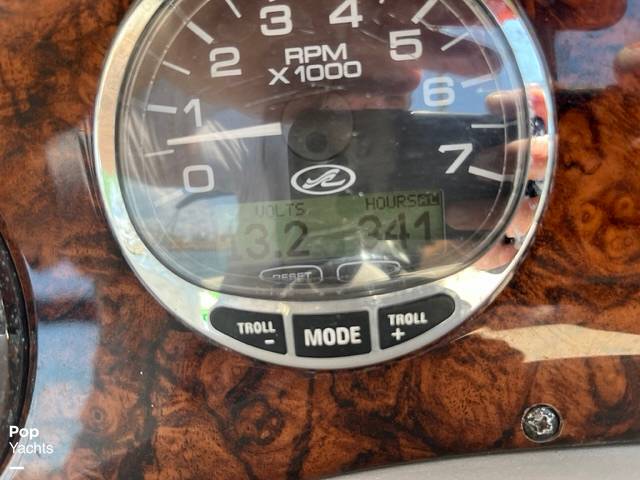 3 4
2 5
RPM
X1000
1 6
0 7
VOLTS HOURS
13.2 341
RESET
TROLL - MODE TROLL +
Pop
Yachts